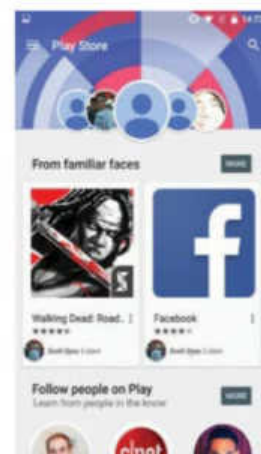 Play Store
From familiar faces
MORE
Walking Dead: Road..
Facebook
Follow people on Play
MORE
Learn from people in the know
c|net